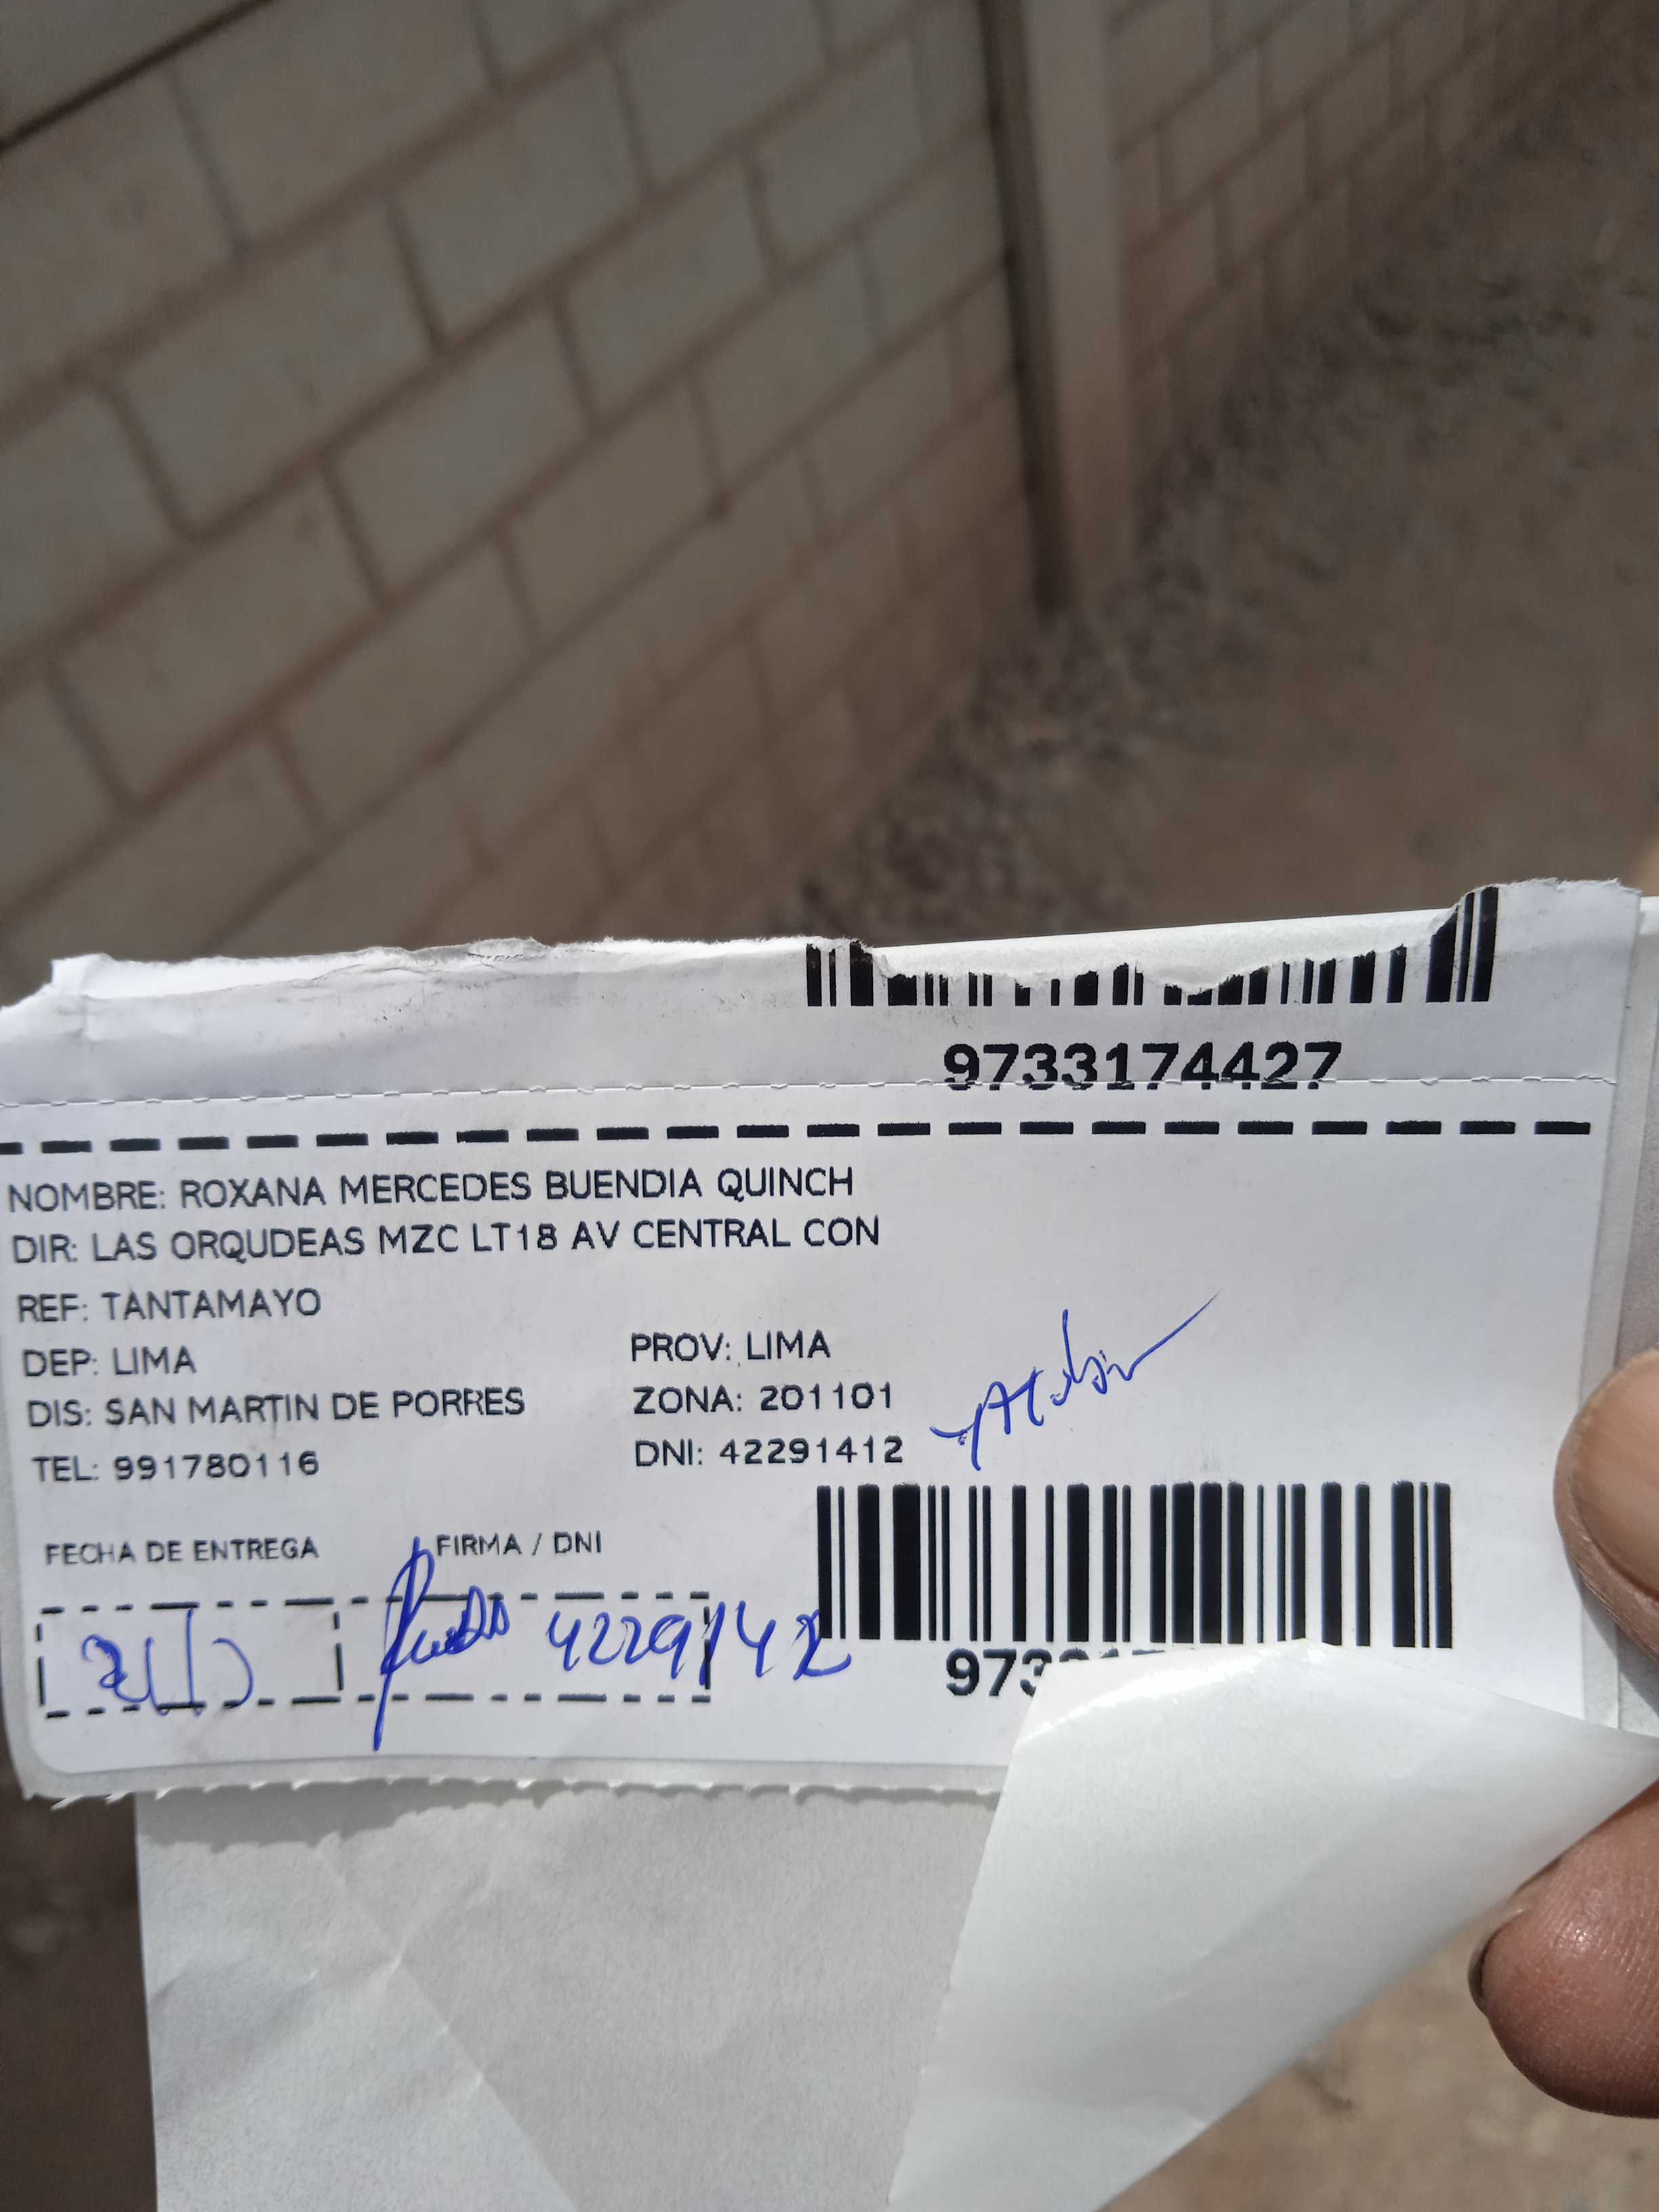 9733174427
NOMBRE: ROXANA MERCEDES BUENDIA QUINCH
DIR: LAS ORQUDEAS MZC LT18 AV CENTRAL CON
REF: TANTAMAYO
DEP: LIMA PROV: LIMA
DIS: SAN MARTIN DE PORRES ZONA: 201101
TEL: 991780116 DNI: 42291412
FECHA DE ENTREGA FIRMA / DNI
973